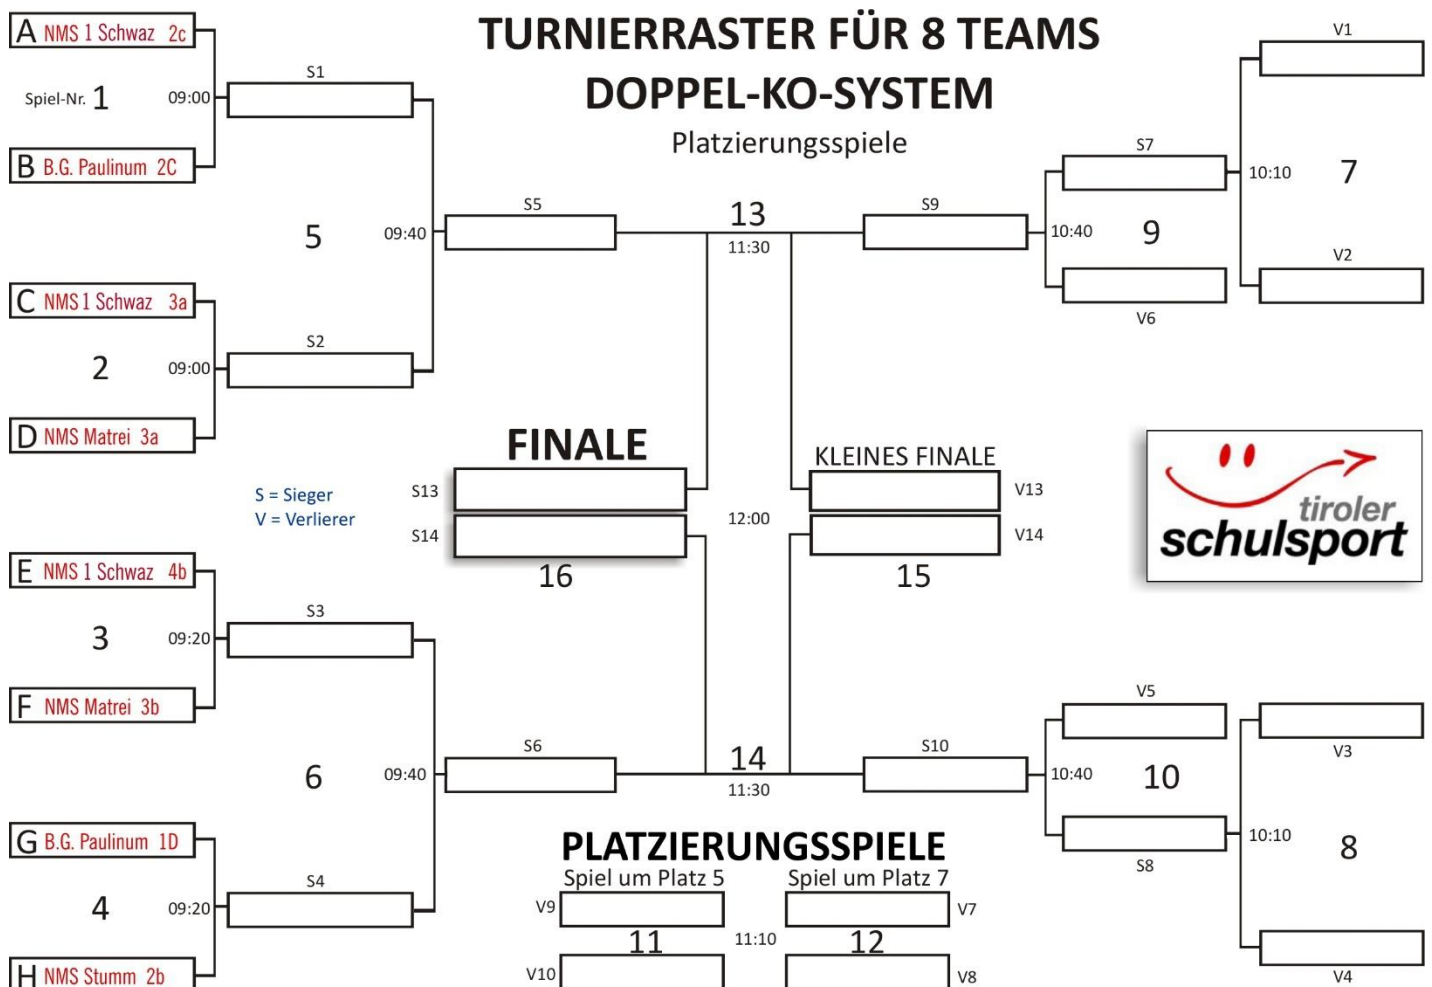 TURNIERRASTER FÜR 8 TEAMS
DOPPEL-KO-SYSTEM
Platzierungsspiele
A NMS 1 Schwaz 2c
Spiel-Nr. 1
09:00
B B.G. Paulinum 2C
S1
5
09:40
C NMS 1 Schwaz 3a
2
09:00
D NMS Matrei 3a
S2
S5
13
11:30
S9
S7
10:40
9
V6
V1
10:10
7
V2
FINALE
S13
S14
16
12:00
KLEINES FINALE
V13
V14
15
S = Sieger
V = Verlierer
tiroler
schulsport
E NMS 1 Schwaz 4b
3
09:20
F NMS Matrei 3b
S3
6
09:40
G B.G. Paulinum 1D
4
09:20
H NMS Stumm 2b
S4
S6
14
11:30
S10
V5
10:40
10
S8
V3
10:10
8
V4
PLATZIERUNGSSPIELE
Spiel um Platz 5
V9
11
V10
11:10
Spiel um Platz 7
V7
12
V8